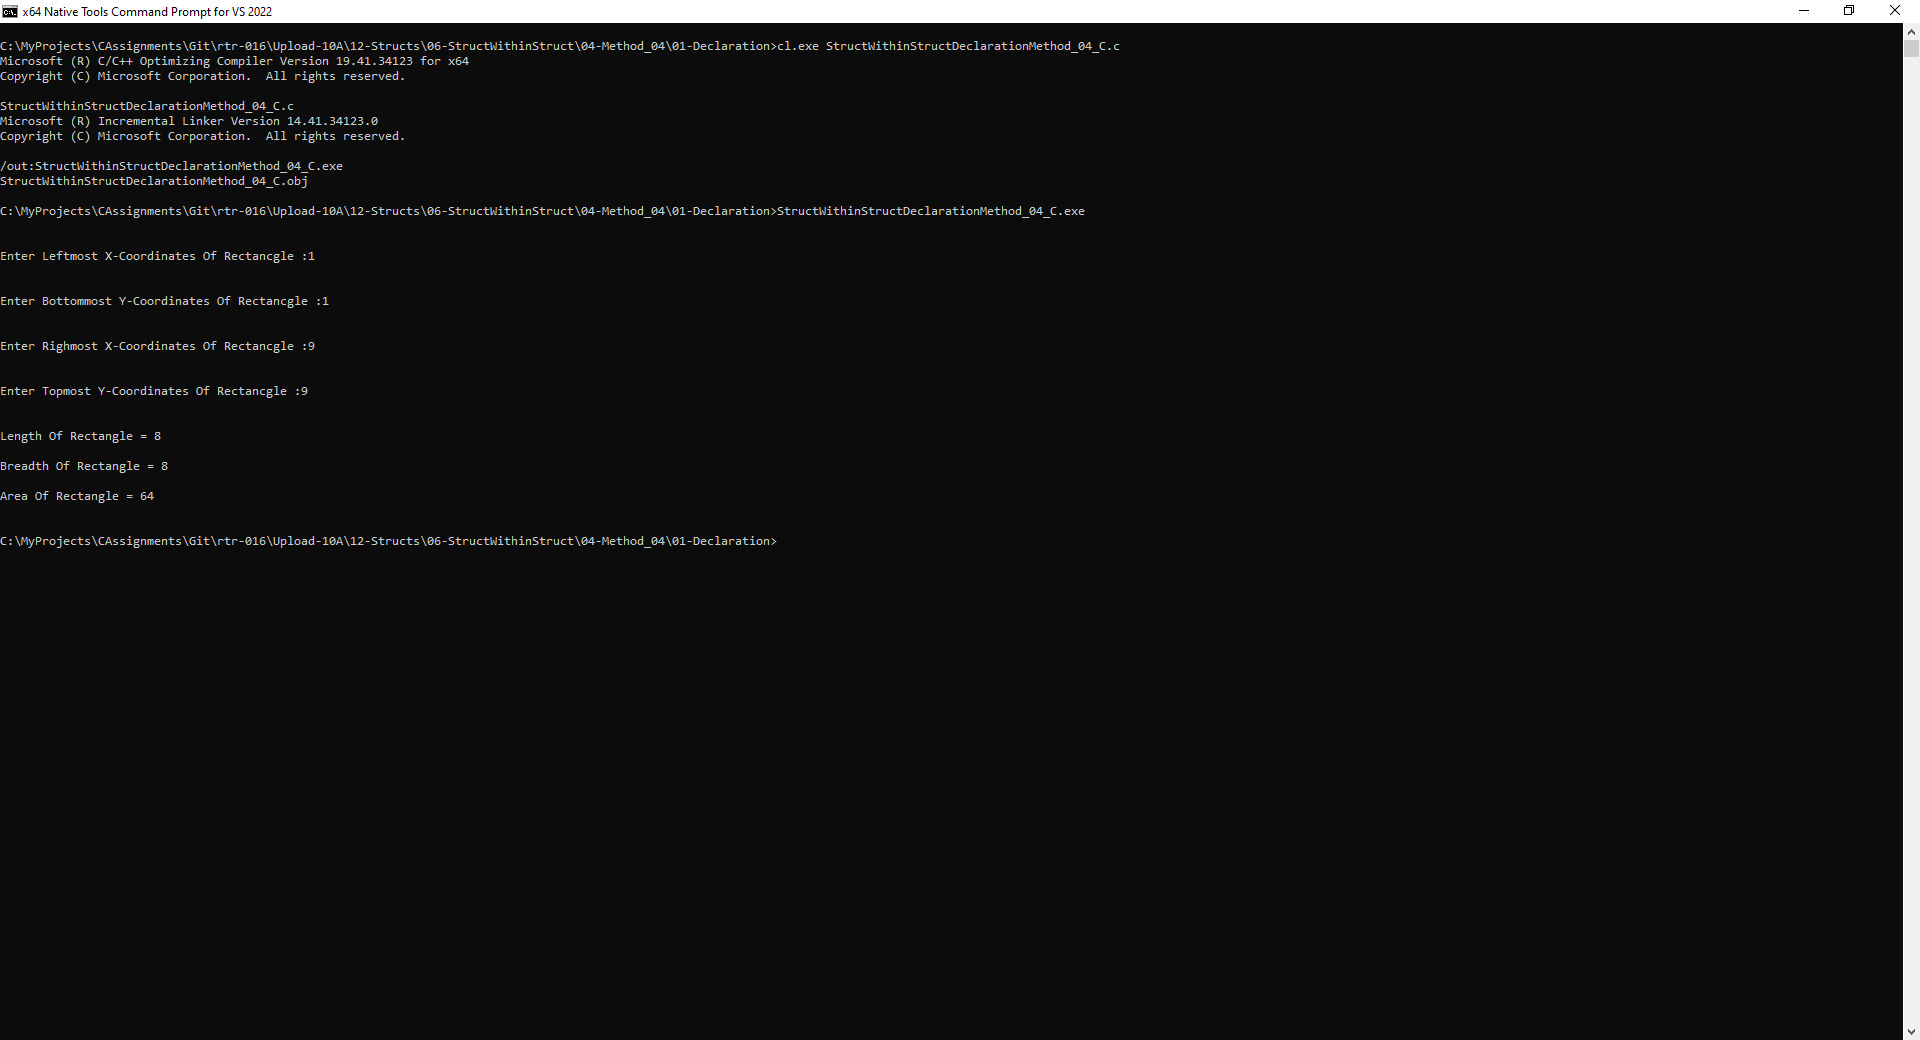 x64 Native Tools Command Prompt for VS 2022
C:\MyProjects\CAssignments\Git\rtr-016\Upload-10A\12-Structs\06-StructWithinStruct\04-Method_04\01-Declaration>cl.exe StructWithinStructDeclarationMethod_04_C.c
Microsoft (R) C/C++ Optimizing Compiler Version 19.41.34123 for x64
Copyright (C) Microsoft Corporation.  All rights reserved.
StructWithinStructDeclarationMethod_04_C.c
Microsoft (R) Incremental Linker Version 14.41.34123.0
Copyright (C) Microsoft Corporation.  All rights reserved.
/out:StructWithinStructDeclarationMethod_04_C.exe
StructWithinStructDeclarationMethod_04_C.obj
C:\MyProjects\CAssignments\Git\rtr-016\Upload-10A\12-Structs\06-StructWithinStruct\04-Method_04\01-Declaration>StructWithinStructDeclarationMethod_04_C.exe
Enter Leftmost X-Coordinates Of Rectancgle :1
Enter Bottommost Y-Coordinates Of Rectancgle :1
Enter Righmost X-Coordinates Of Rectancgle :9
Enter Topmost Y-Coordinates Of Rectancgle :9
Length Of Rectangle = 8
Breadth Of Rectangle = 8
Area Of Rectangle = 64
C:\MyProjects\CAssignments\Git\rtr-016\Upload-10A\12-Structs\06-StructWithinStruct\04-Method_04\01-Declaration>